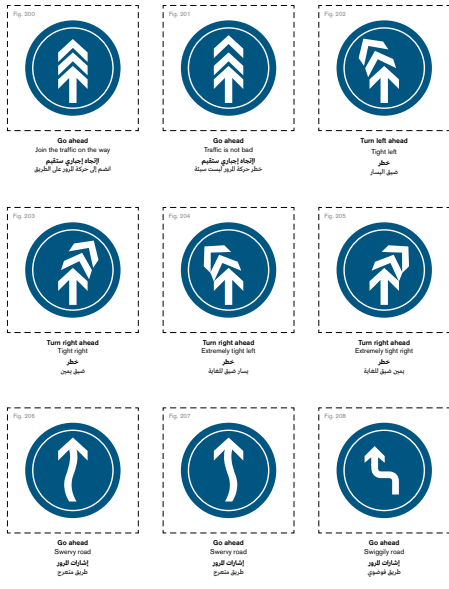 Fig. 200
Go ahead
Join the traffic on the way
اإتجاه إجباري ستقيم
انضم إلى حركة المرور على الطريق
Fig. 201
Go ahead
Traffic is not bad
اإتجاه إجباري ستقيم
خطر حركة المرور ليست سيئة
Fig. 202
Turn left ahead
Tight left
خطر
ضيق اليسار
Fig. 203
Turn right ahead
Tight right
خطر
ضيق يمين
Fig. 204
Turn right ahead
Extremely tight left
خطر
يسار ضيق للغاية
Fig. 205
Turn right ahead
Extremely tight right
خطر
يمين ضيق للغاية
Fig. 206
Go ahead
Swervy road
إشارات المرور
طريق متعرج
Fig. 207
Go ahead
Swervy road
إشارات المرور
طريق متعرج
Fig. 208
Go ahead
Swiggily road
إشارات المرور
طريق فوضوي